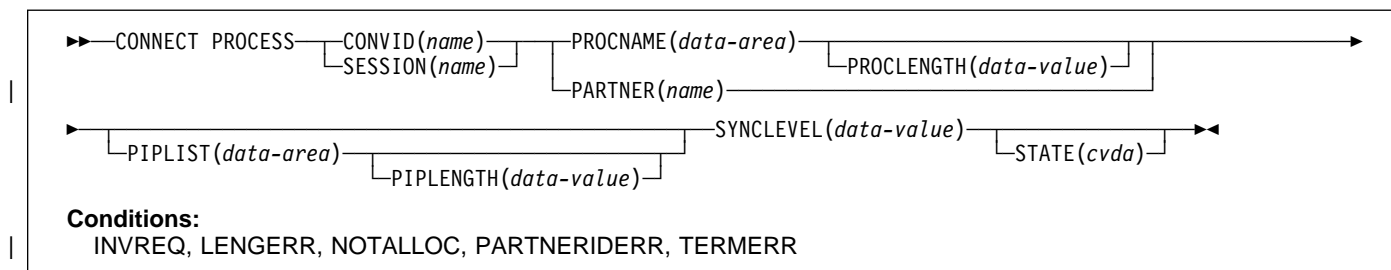 CONNECT PROCESS CONVID(name) PROCNAME(data-area)
SESSION(name) PROCLENGTH(data-value)
PARTNER(name)
SYNCLEVEL(data-value)
PIPLIST(data-area) STATE(cvda)
PIPLENGTH(data-value)
Conditions:
INVREQ, LENGERR, NOTALLOC, PARTNERIDERR, TERMERR